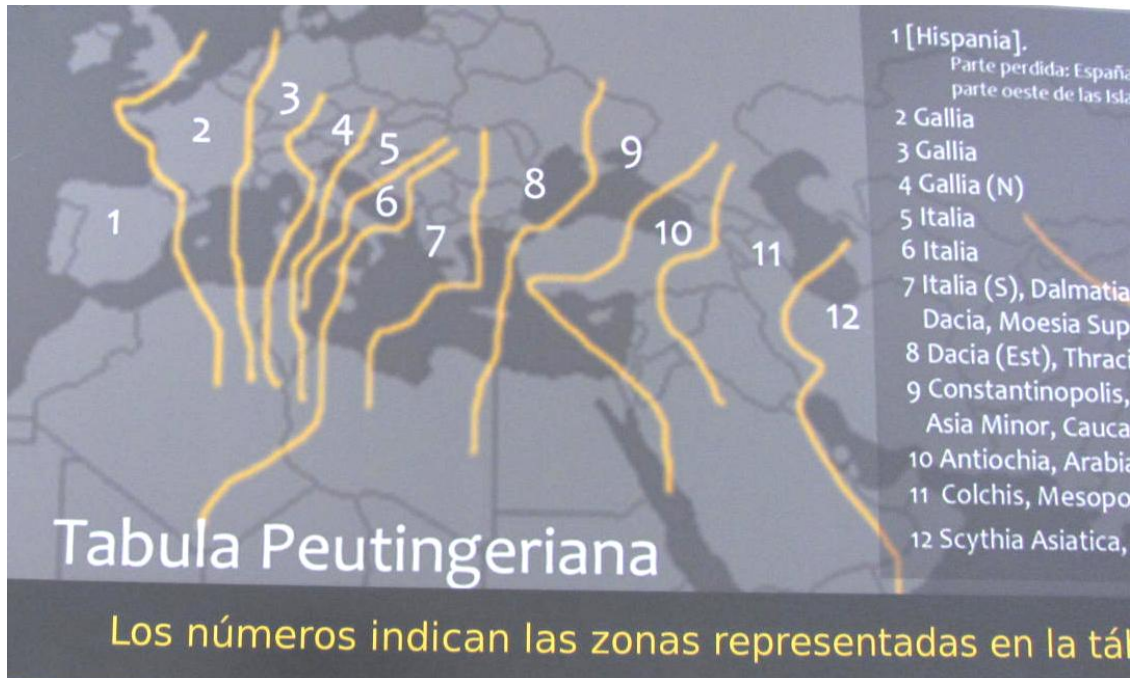 1 [Hispania].
Parte perdida: España
parte oeste de las Isla
2 Gallia
3 Gallia
4 Gallia (N)
5 Italia
6 Italia
7 Italia (S), Dalmatia
Dacia, Moesia Sup
8 Dacia (Est), Thraci
9 Constantinopolis,
Asia Minor, Cauca
10 Antiochia, Arabia
11 Colchis, Mesopo
12 Scythia Asiatica,
1
2
3
4
5
6
7
8
9
10
11
12
Tabula Peutingeriana
Los números indican las zonas representadas en la táb